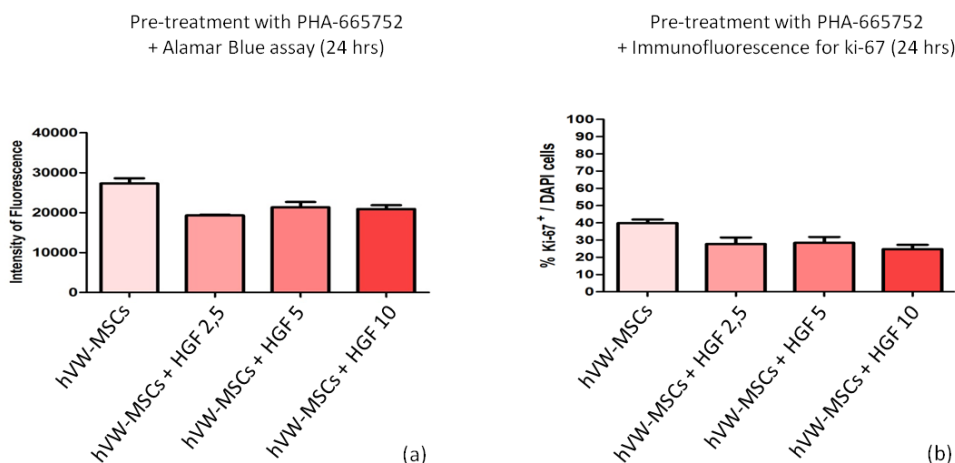 Pre-treatment with PHA-665752
+ Alamar Blue assay (24 hrs)
Intensity of Fluorescence
40000
30000
20000
10000
0
hVW-MSCs
hVW-MSCs + HGF 2,5
hVW-MSCs + HGF 5
hVW-MSCs + HGF 10
(a)
Pre-treatment with PHA-665752
+ Immunofluorescence for ki-67 (24 hrs)
% Ki-67⁺ / DAPI cells
100
90
80
70
60
50
40
30
20
10
0
hVW-MSCs
hVW-MSCs + HGF 2,5
hVW-MSCs + HGF 5
hVW-MSCs + HGF 10
(b)